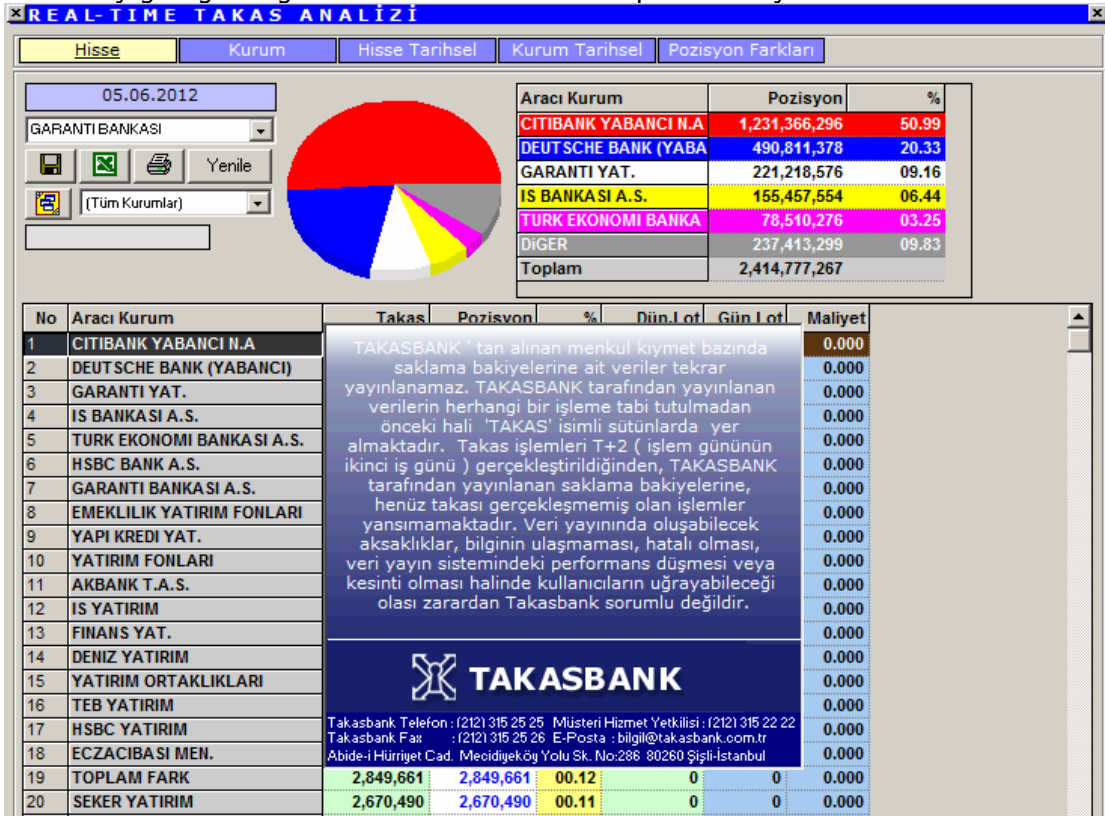 REAL-TIME TAKAS ANALİZİ
Hisse Kurum Hisse Tarihsel Kurum Tarihsel Pozisyon Farkları
05.06.2012
GARANTI BANKASI
Yenile
(Tüm Kurumlar)
Aracı Kurum Pozisyon %
CITIBANK YABANCI N.A 1,231,366,296 50.99
DEUTSCHE BANK (YABA 490,811,378 20.33
GARANTI YAT. 221,218,576 09.16
IS BANKASI A.S. 155,457,554 06.44
TURK EKONOMI BANKA 78,510,276 03.25
DiGER 237,413,299 09.83
Toplam 2,414,777,267
No Aracı Kurum Takas Pozisyon % Dün.Lot Gün Lot Maliyet
1 CITIBANK YABANCI N.A 0.000
2 DEUTSCHE BANK (YABANCI) 0.000
3 GARANTI YAT. 0.000
4 IS BANKASI A.S. 0.000
5 TURK EKONOMI BANKASI A.S. 0.000
6 HSBC BANK A.S. 0.000
7 GARANTI BANKASI A.S. 0.000
8 EMEKLILIK YATIRIM FONLARI 0.000
9 YAPI KREDI YAT. 0.000
10 YATIRIM FONLARI 0.000
11 AKBANK T.A.S. 0.000
12 IS YATIRIM 0.000
13 FINANS YAT. 0.000
14 DENIZ YATIRIM 0.000
15 YATIRIM ORTAKLIKLARI 0.000
16 TEB YATIRIM 0.000
17 HSBC YATIRIM 0.000
18 ECZACIBASI MEN. 0.000
19 TOPLAM FARK 2,849,661 2,849,661 00.12 0 0 0.000
20 SEKER YATIRIM 2,670,490 2,670,490 00.11 0 0 0.000
TAKASBANK ' tan alınan menkul kıymet bazında
saklama bakiyelerine ait veriler tekrar
yayınlanamaz. TAKASBANK tarafından yayınlanan
verilerin herhangi bir işleme tabi tutulmadan
önceki hali 'TAKAS' isimli sütünlarda yer
almaktadır. Takas işlemleri T+2 ( işlem gününün
ikinci iş günü ) gerçekleştirildiğinden, TAKASBANK
tarafından yayınlanan saklama bakiyelerine,
henüz takası gerçekleşmemiş olan işlemler
yansımamaktadır. Veri yayınında oluşabilecek
aksaklıklar, bilginin ulaşmaması, hatalı olması,
veri yayın sistemindeki performans düşmesi veya
kesinti olması halinde kullanıcıların uğrayabileceği
olası zarardan Takasbank sorumlu değildir.
TAKASBANK
Takasbank Telefon : (212) 315 25 25 Müsteri Hizmet Yetkilisi : (212) 315 22 22
Takasbank Fax : (212) 315 25 26 E-Posta : bilgil@takasbank.com.tr
Abide-i Hürriyet Cad. Mecidiyeköy Yolu Sk. No:286 80260 Şişli-İstanbul